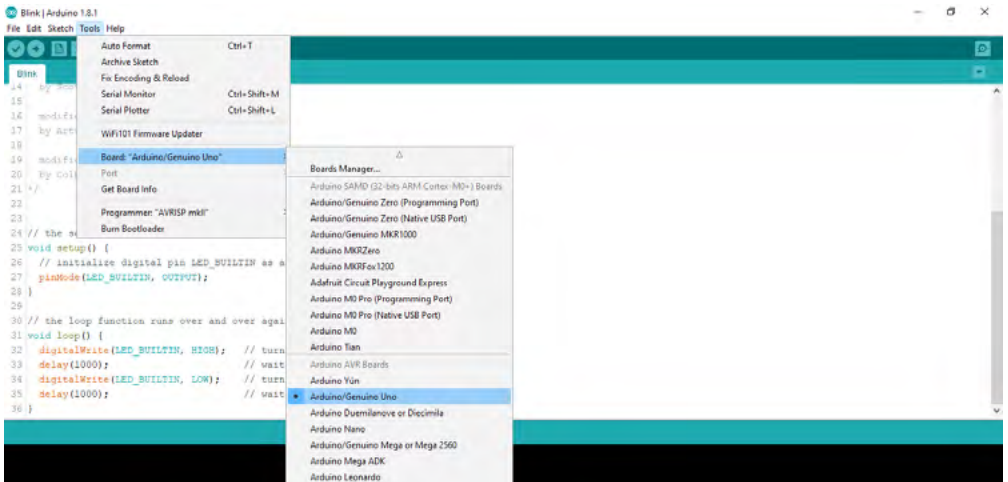 Blink | Arduino 1.8.1
File Edit Sketch Tools Help
Auto Format Ctrl+T
Archive Sketch
Fix Encoding & Reload
Serial Monitor Ctrl+Shift+M
Serial Plotter Ctrl+Shift+L
WiFi101 Firmware Updater
Board: "Arduino/Genuino Uno"
Port
Get Board Info
Programmer: "AVRISP mkII"
Burn Bootloader
Boards Manager...
Arduino SAMD (32-bits ARM Cortex-M0+) Boards
Arduino/Genuino Zero (Programming Port)
Arduino/Genuino Zero (Native USB Port)
Arduino/Genuino MKR1000
Arduino MKRZero
Arduino MKRFox1200
Adafruit Circuit Playground Express
Arduino M0 Pro (Programming Port)
Arduino M0 Pro (Native USB Port)
Arduino M0
Arduino Tian
Arduino AVR Boards
Arduino Yún
Arduino/Genuino Uno
Arduino Duemilanove or Diecimila
Arduino Nano
Arduino/Genuino Mega or Mega 2560
Arduino Mega ADK
Arduino Leonardo
Blink
14 by
15
16 modifi
17 by
18
19 modifi
20 by
21 */
22
23
24 // the
25 void setup() {
26 // initialize digital pin LED_BUILTIN as a
27 pinMode(LED_BUILTIN, OUTPUT);
28 }
29
30 // the loop function runs over and over agai
31 void loop() {
32 digitalWrite(LED_BUILTIN, HIGH); // turn
33 delay(1000); // wait
34 digitalWrite(LED_BUILTIN, LOW); // turn
35 delay(1000); // wait
36 }